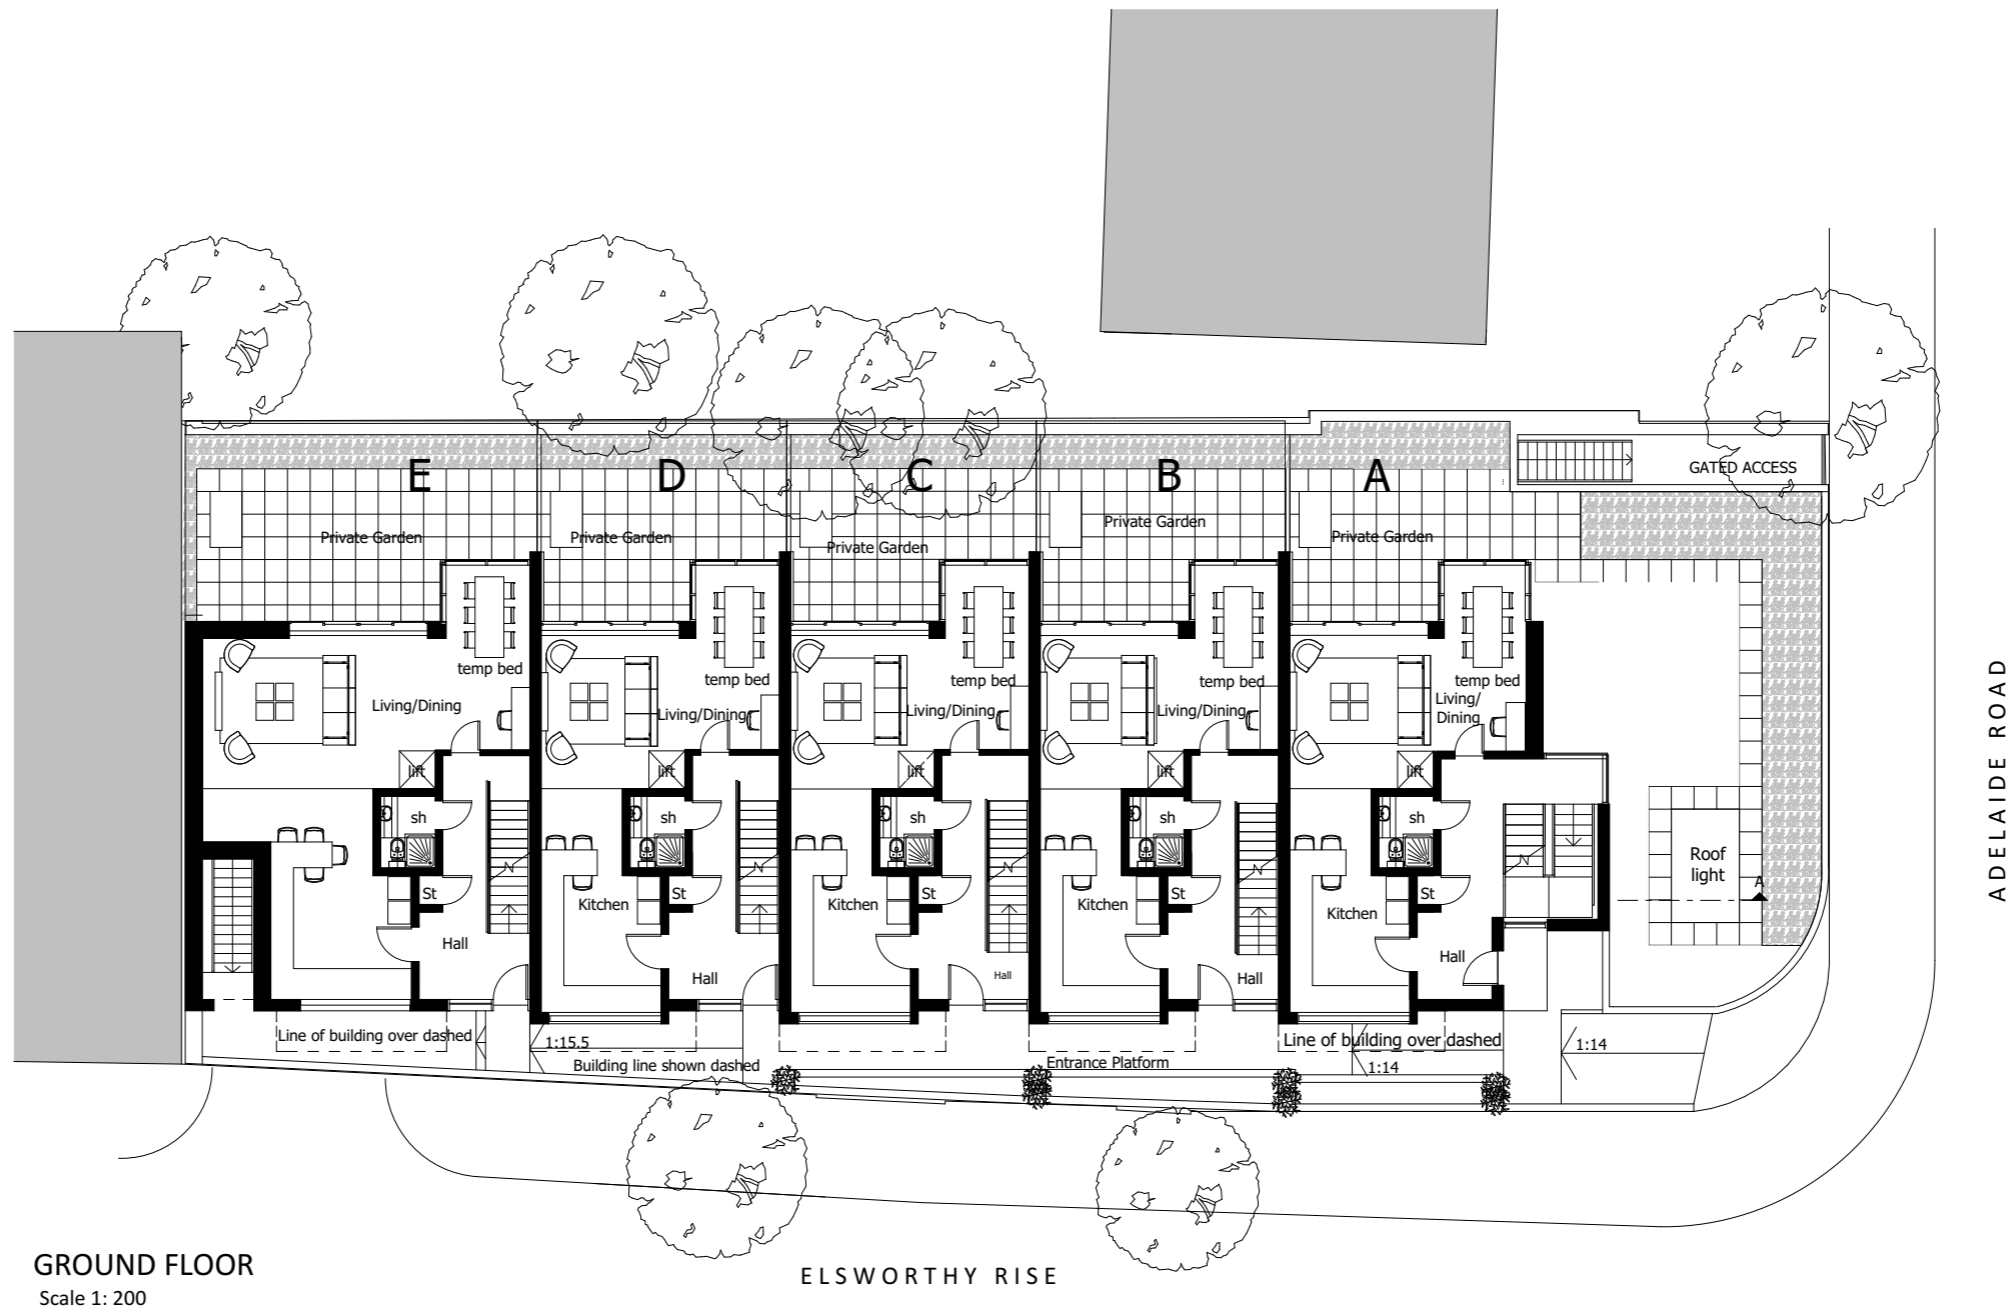 GATED ACCESS
E
D
C
B
A
Private Garden
Private Garden
Private Garden
Private Garden
Private Garden
temp bed
temp bed
temp bed
temp bed
temp bed
Living/Dining
Living/Dining
Living/Dining
Living/Dining
Living/
Dining
lift
lift
lift
lift
lift
sh
sh
sh
sh
sh
St
St
St
St
St
Kitchen
Kitchen
Kitchen
Kitchen
Hall
Hall
Hall
Hall
Hall
Roof
light
A
ADELAIDE ROAD
Line of building over dashed
1:15.5
Building line shown dashed
Entrance Platform
Line of building over dashed
1:14
1:14
GROUND FLOOR
Scale 1: 200
ELSWORTHY RISE